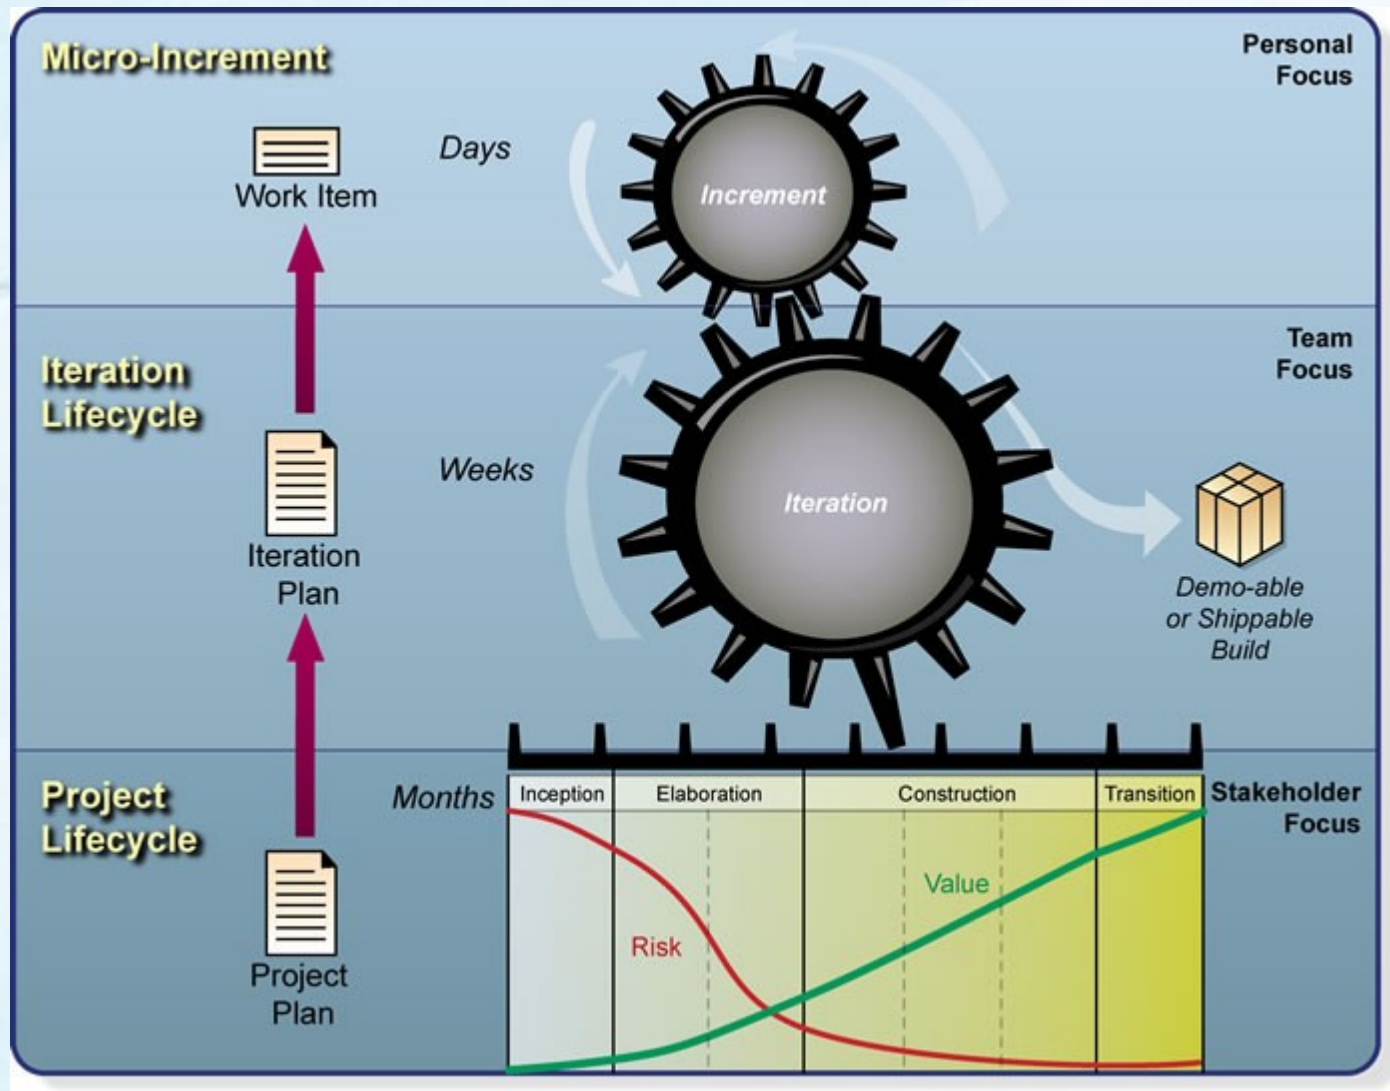 Micro-Increment
Personal
Focus
Days
Work Item
Increment
Iteration
Lifecycle
Team
Focus
Weeks
Iteration
Iteration
Plan
Demo-able
or Shippable
Build
Project
Lifecycle
Months
Inception
Elaboration
Construction
Transition
Stakeholder
Focus
Value
Risk
Project
Plan